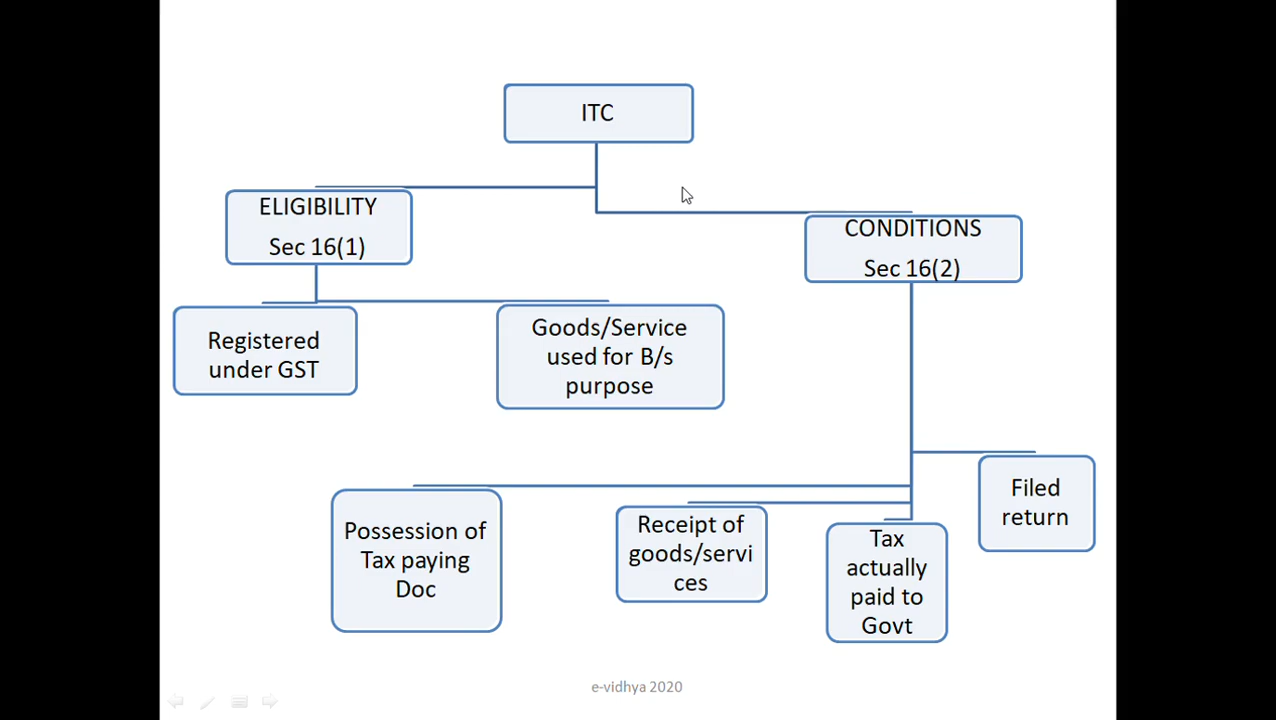 ITC
ELIGIBILITY
Sec 16(1)
CONDITIONS
Sec 16(2)
Registered
under GST
Goods/Service
used for B/s
purpose
Possession of
Tax paying
Doc
Receipt of
goods/servi
ces
Tax
actually
paid to
Govt
Filed
return
e-vidhya 2020